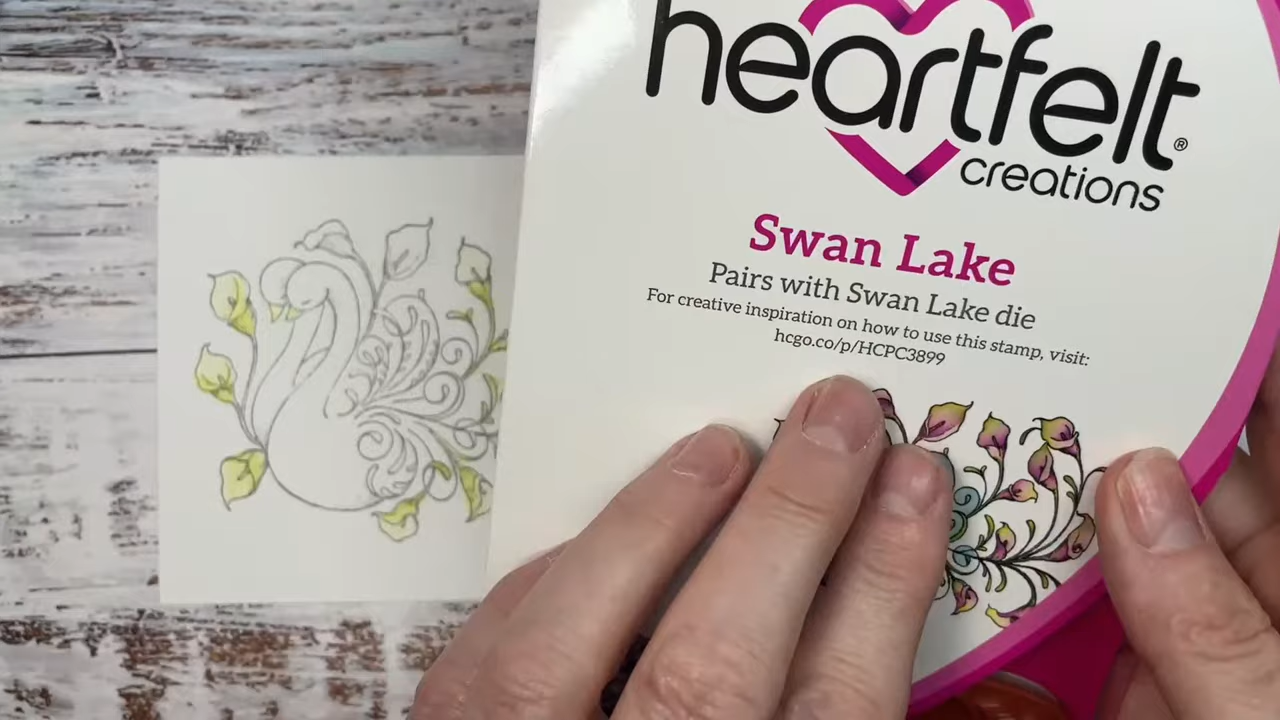 heartfelt®
creations
Swan Lake
Pairs with Swan Lake die
For creative inspiration on how to use this stamp, visit:
hcgo.co/p/HCPC3899